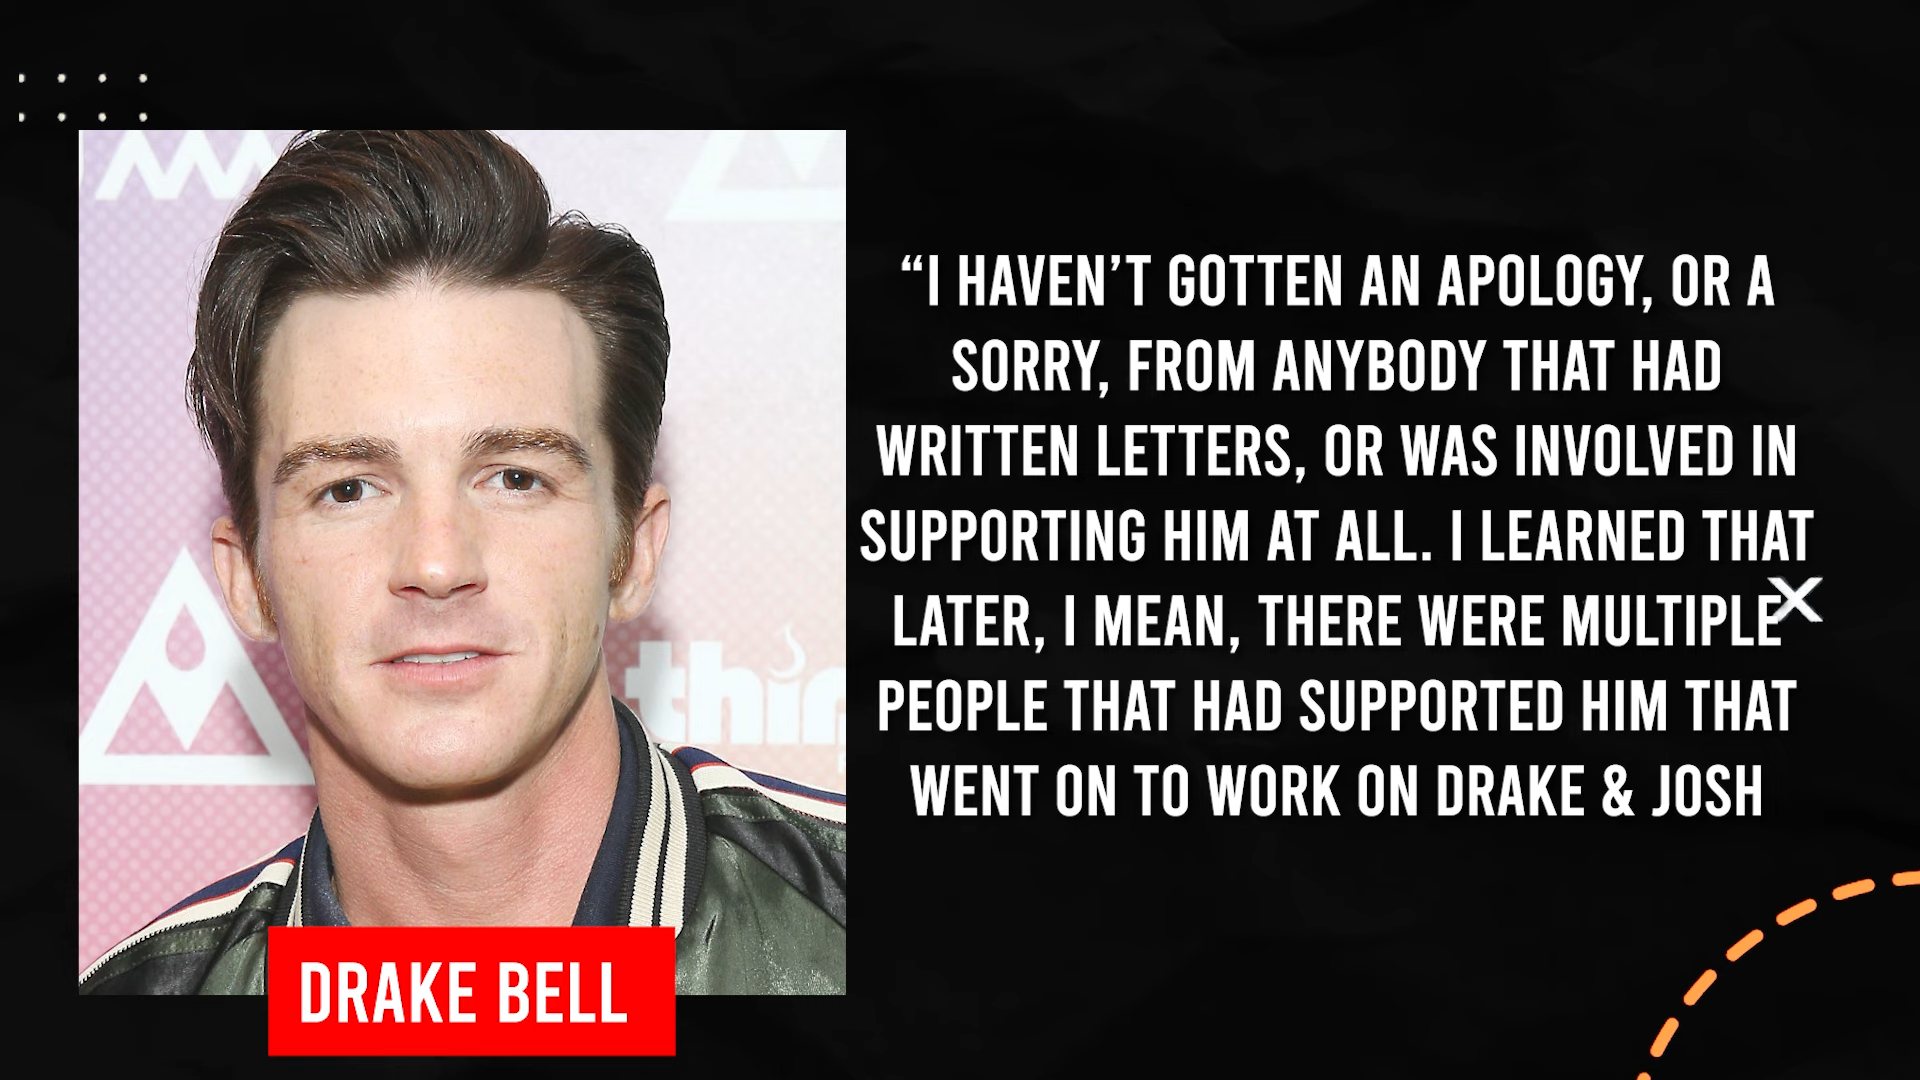 “I HAVEN’T GOTTEN AN APOLOGY, OR A
SORRY, FROM ANYBODY THAT HAD
WRITTEN LETTERS, OR WAS INVOLVED IN
SUPPORTING HIM AT ALL. I LEARNED THAT
LATER, I MEAN, THERE WERE MULTIPLE
PEOPLE THAT HAD SUPPORTED HIM THAT
WENT ON TO WORK ON DRAKE & JOSH
DRAKE BELL